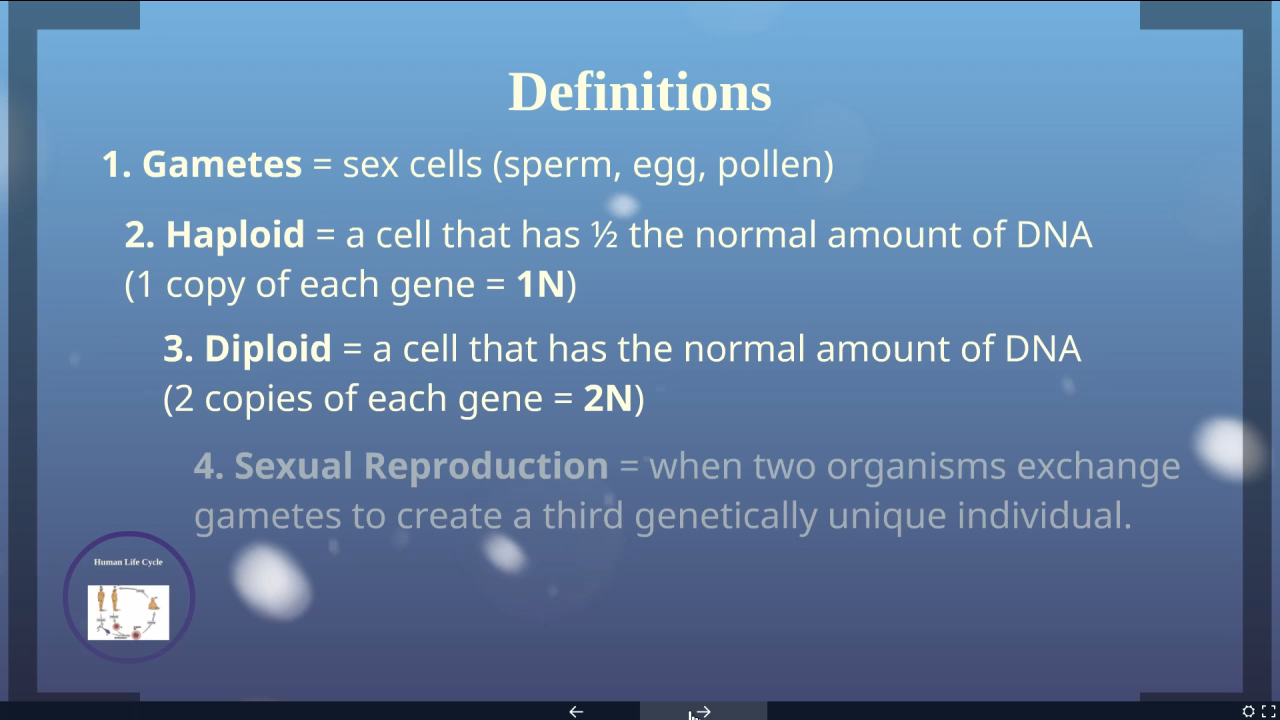 Definitions
1. Gametes = sex cells (sperm, egg, pollen)
2. Haploid = a cell that has ½ the normal amount of DNA
(1 copy of each gene = 1N)
3. Diploid = a cell that has the normal amount of DNA
(2 copies of each gene = 2N)
4. Sexual Reproduction = when two organisms exchange
gametes to create a third genetically unique individual.
Human Life Cycle